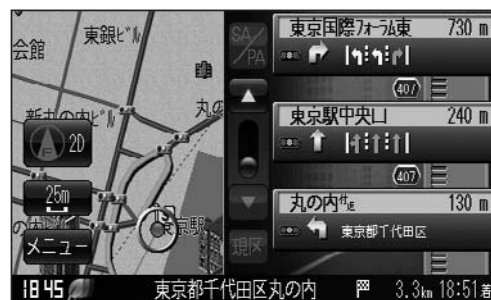 会館
東銀ビル
新丸の内ビル
丸の
2D
25m
の内
東京駅
メニュー
SA/PA
現区
東京国際フォーラム東 730 m
407
東京駅中央口 240 m
407
丸の内 130 m
東京都千代田区
18 45
東京都千代田区丸の内
3.3km 18:51着